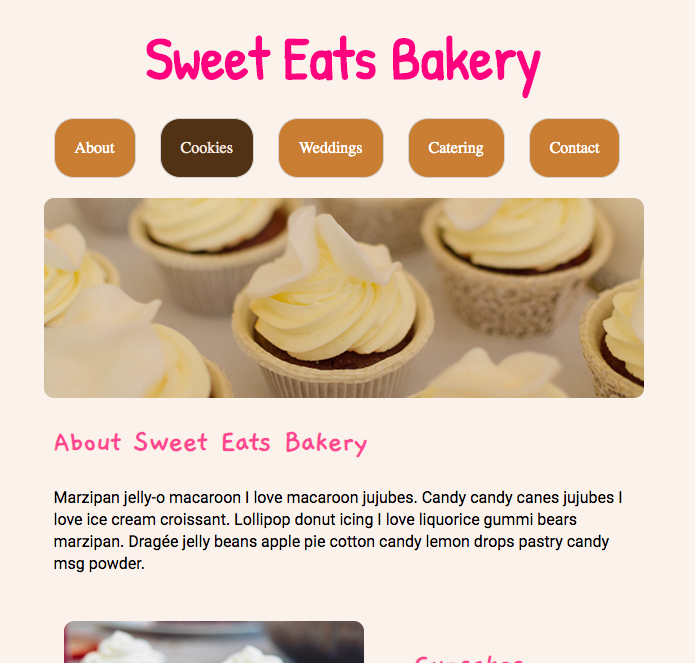 Sweet Eats Bakery
About Cookies Weddings Catering Contact
About Sweet Eats Bakery
Marzipan jelly-o macaroon I love macaroon jujubes. Candy candy canes jujubes I
love ice cream croissant. Lollipop donut icing I love liquorice gummi bears
marzipan. Dragée jelly beans apple pie cotton candy lemon drops pastry candy
msg powder.
Cupcakes